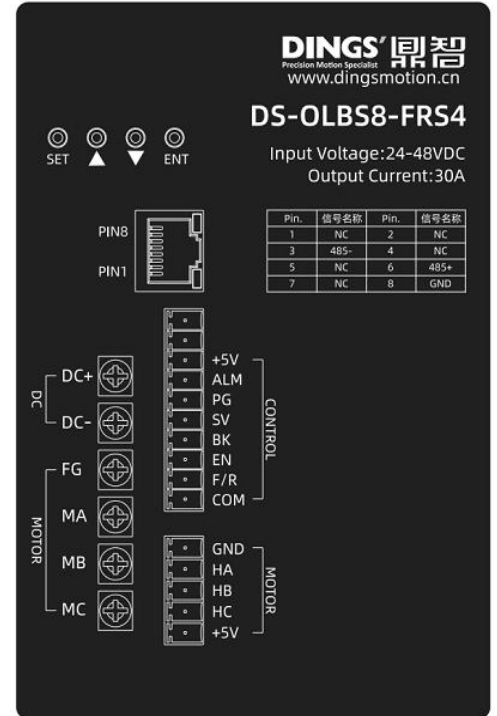 DINGS' 鼎智
Precision Motion Specialist
www.dingsmotion.cn
DS-OLBS8-FRS4
Input Voltage:24-48VDC
Output Current:30A
SET ▲ ▼ ENT
PIN8
PIN1
Pin. 信号名称 Pin. 信号名称
1 NC 2 NC
3 485- 4 NC
5 NC 6 485+
7 NC 8 GND
DC
DC+
DC-
MOTOR
FG
MA
MB
MC
+5V
ALM
PG
SV
BK
EN
F/R
COM
CONTROL
GND
HA
HB
HC
+5V
MOTOR